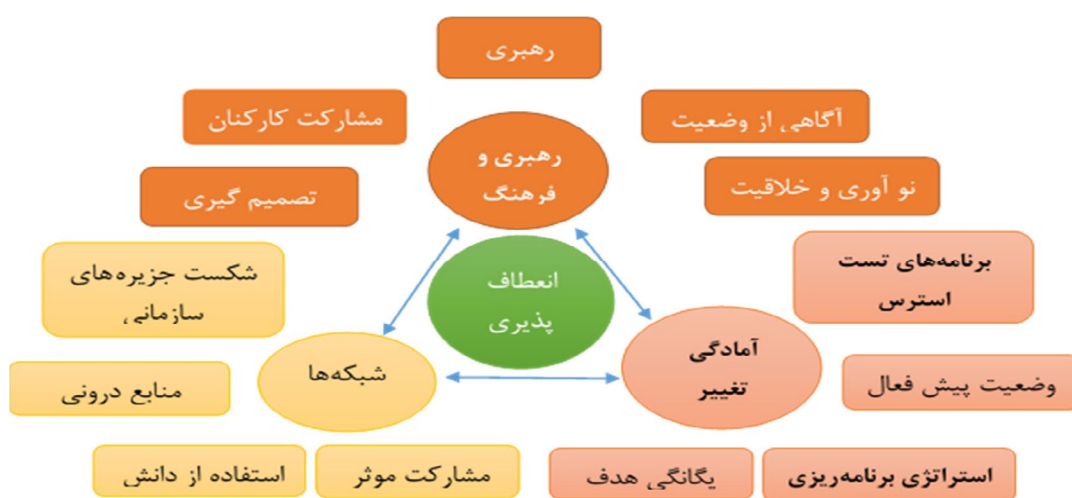 رهبری
مشارکت کارکنان
آگاهی از وضعیت
رهبری و
فرهنگ
نو آوری و خلاقیت
تصمیم گیری
برنامه‌های تست
استرس
شکست جزیره‌های
سازمانی
انعطاف
پذیری
آمادگی
تغییر
شبکه‌ها
وضعیت پیش فعال
منابع درونی
استراتژی برنامه‌ریزی
یگانگی هدف
مشارکت موثر
استفاده از دانش